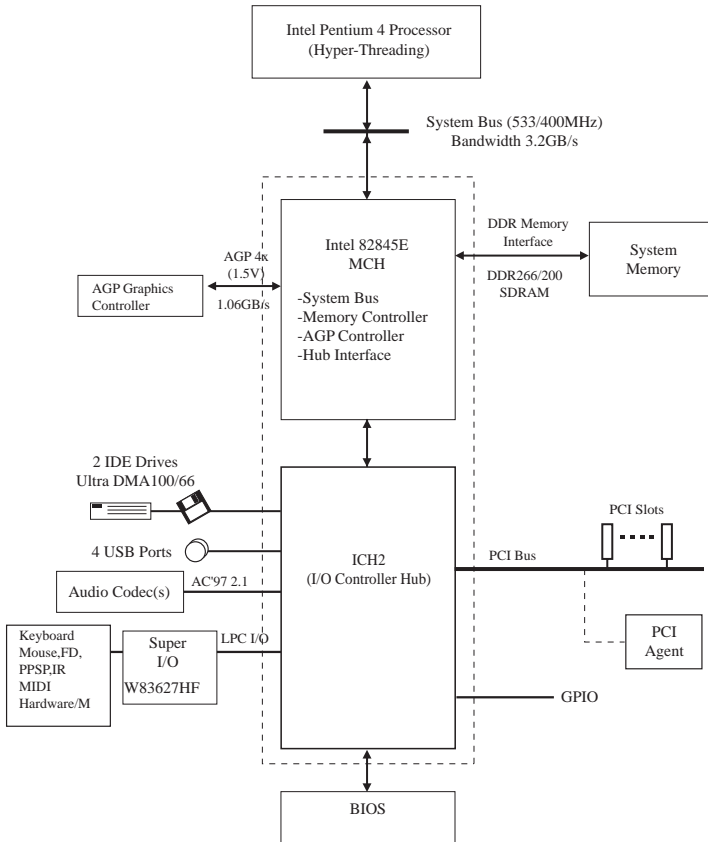 Intel Pentium 4 Processor
(Hyper-Threading)
System Bus (533/400MHz)
Bandwidth 3.2GB/s
Intel 82845E
MCH
-System Bus
-Memory Controller
-AGP Controller
-Hub Interface
AGP 4x
(1.5V)
1.06GB/s
AGP Graphics
Controller
DDR Memory
Interface
DDR266/200
SDRAM
System
Memory
2 IDE Drives
Ultra DMA100/66
4 USB Ports
Audio Codec(s)
AC'97 2.1
Keyboard
Mouse,FD,
PPSP,IR
MIDI
Hardware/M
Super
I/O
W83627HF
LPC I/O
ICH2
(I/O Controller Hub)
PCI Slots
PCI Bus
PCI
Agent
GPIO
BIOS